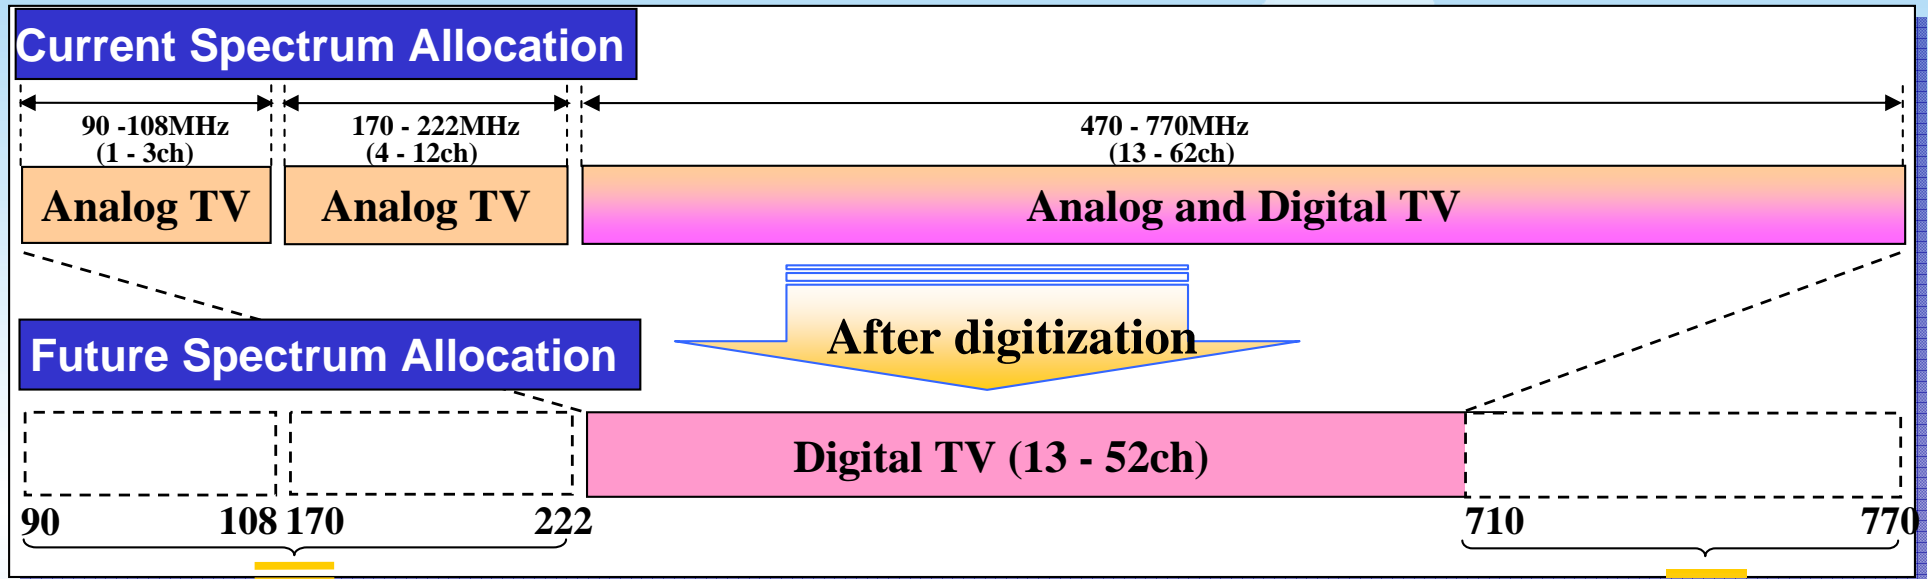 Current Spectrum Allocation
90 -108MHz
(1 - 3ch)
170 - 222MHz
(4 - 12ch)
470 - 770MHz
(13 - 62ch)
Analog TV
Analog TV
Analog and Digital TV
After digitization
Future Spectrum Allocation
Digital TV (13 - 52ch)
90
108
170
222
710
770